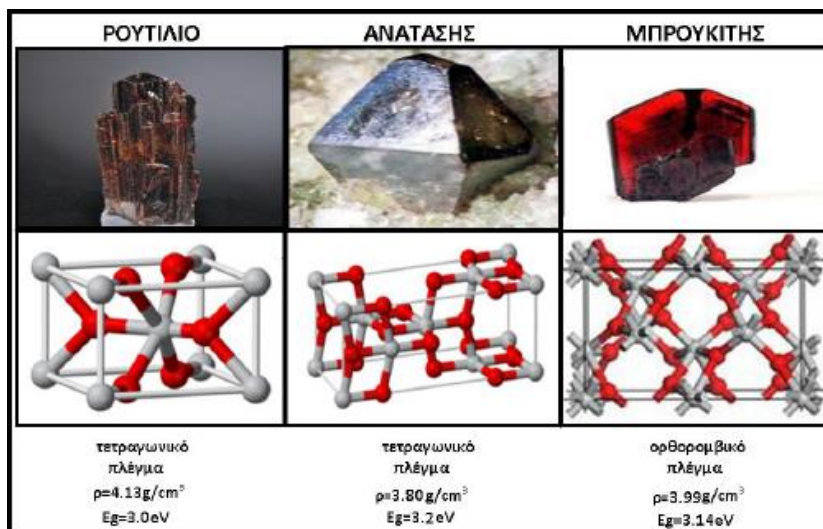 ΡΟΥΤΙΛΙΟ
ΑΝΑΤΑΣΗΣ
ΜΠΡΟΥΚΙΤΗΣ
τετραγωνικό
πλέγμα
ρ=4.13g/cm³
Eg=3.0eV
τετραγωνικό
πλέγμα
ρ=3.80g/cm³
Eg=3.2eV
ορθορομβικό
πλέγμα
ρ=3.99g/cm³
Eg=3.14eV